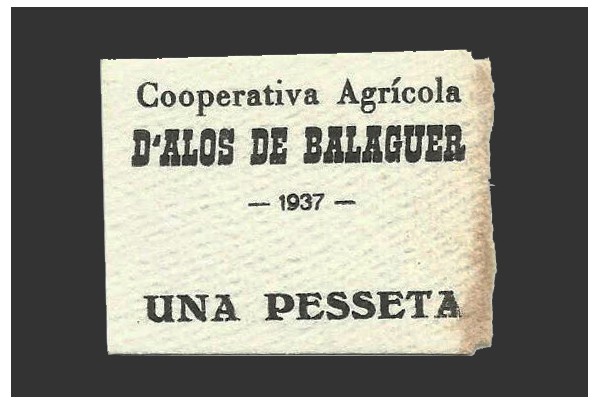 Cooperativa Agrícola
D'ALOS DE BALAGUER
— 1937 —
UNA PESSETA